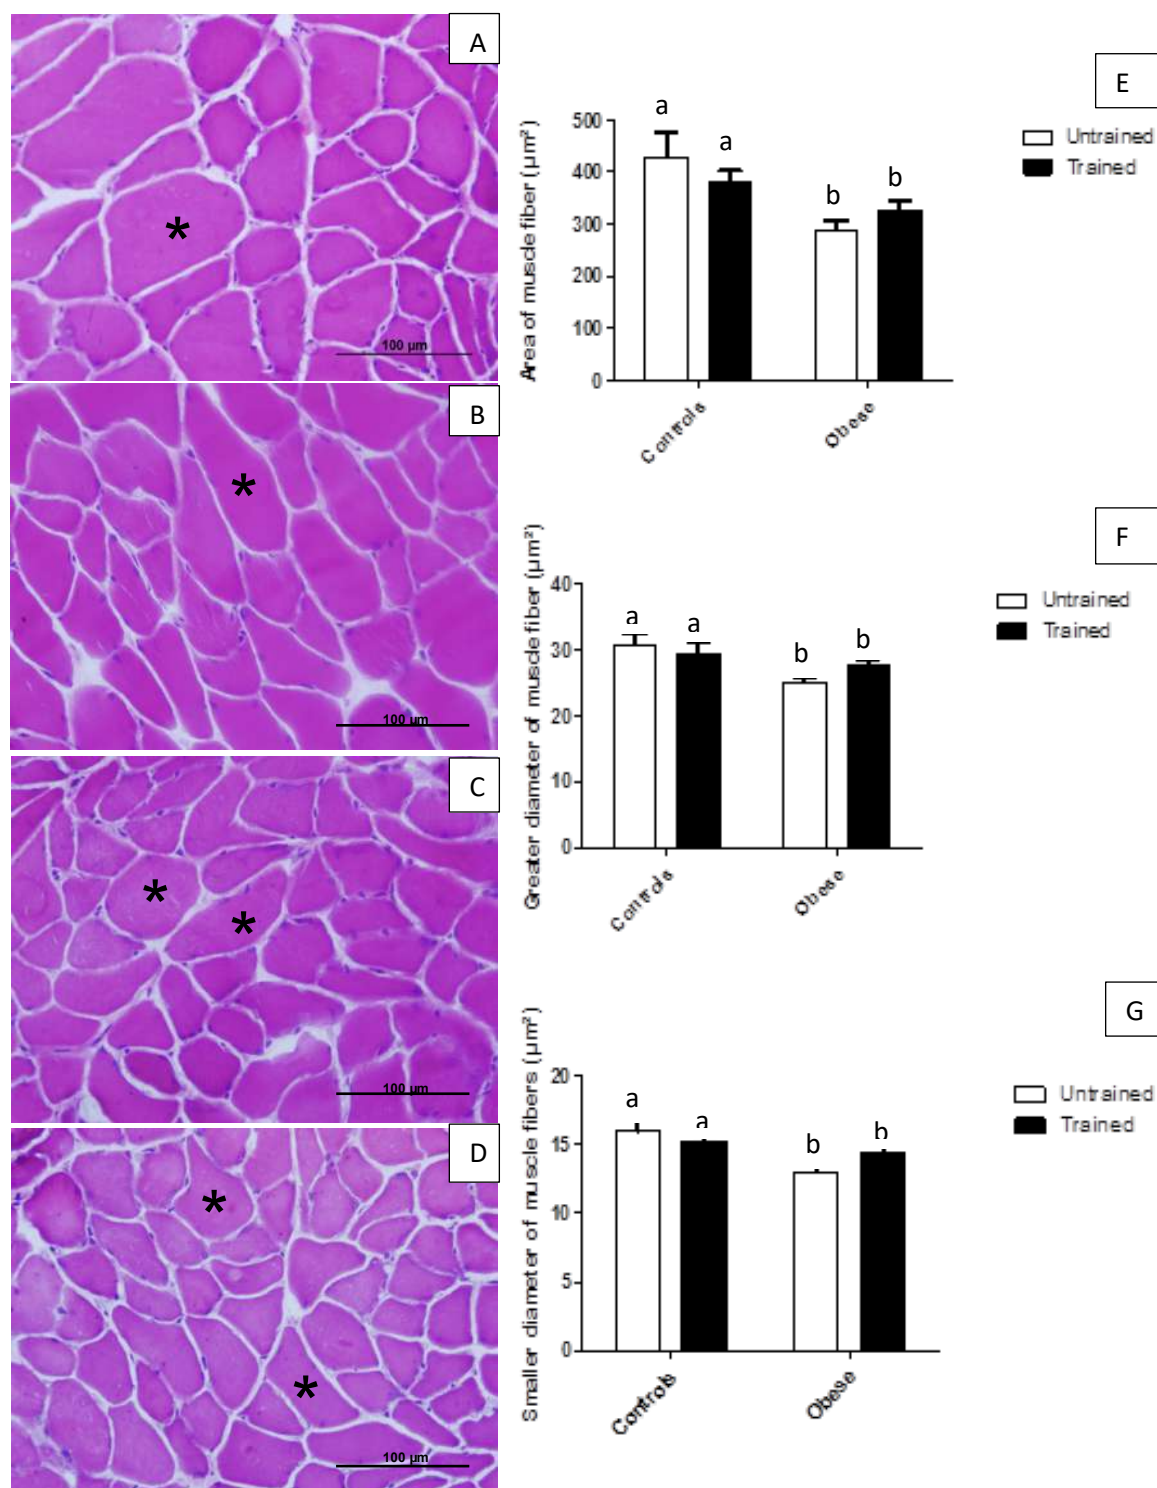 A
*
100 µm
B
*
100 µm
C
*
*
100 µm
D
*
*
100 µm
E
Area of muscle fiber (µm²)
500
400
300
200
100
0
a
a
b
b
Controls
Obese
Untrained
Trained
F
Greater diameter of muscle fiber (µm²)
40
30
20
10
0
a
a
b
b
Controls
Obese
Untrained
Trained
G
Smaller diameter of muscle fibers (µm²)
20
15
10
5
0
a
a
b
b
Controls
Obese
Untrained
Trained